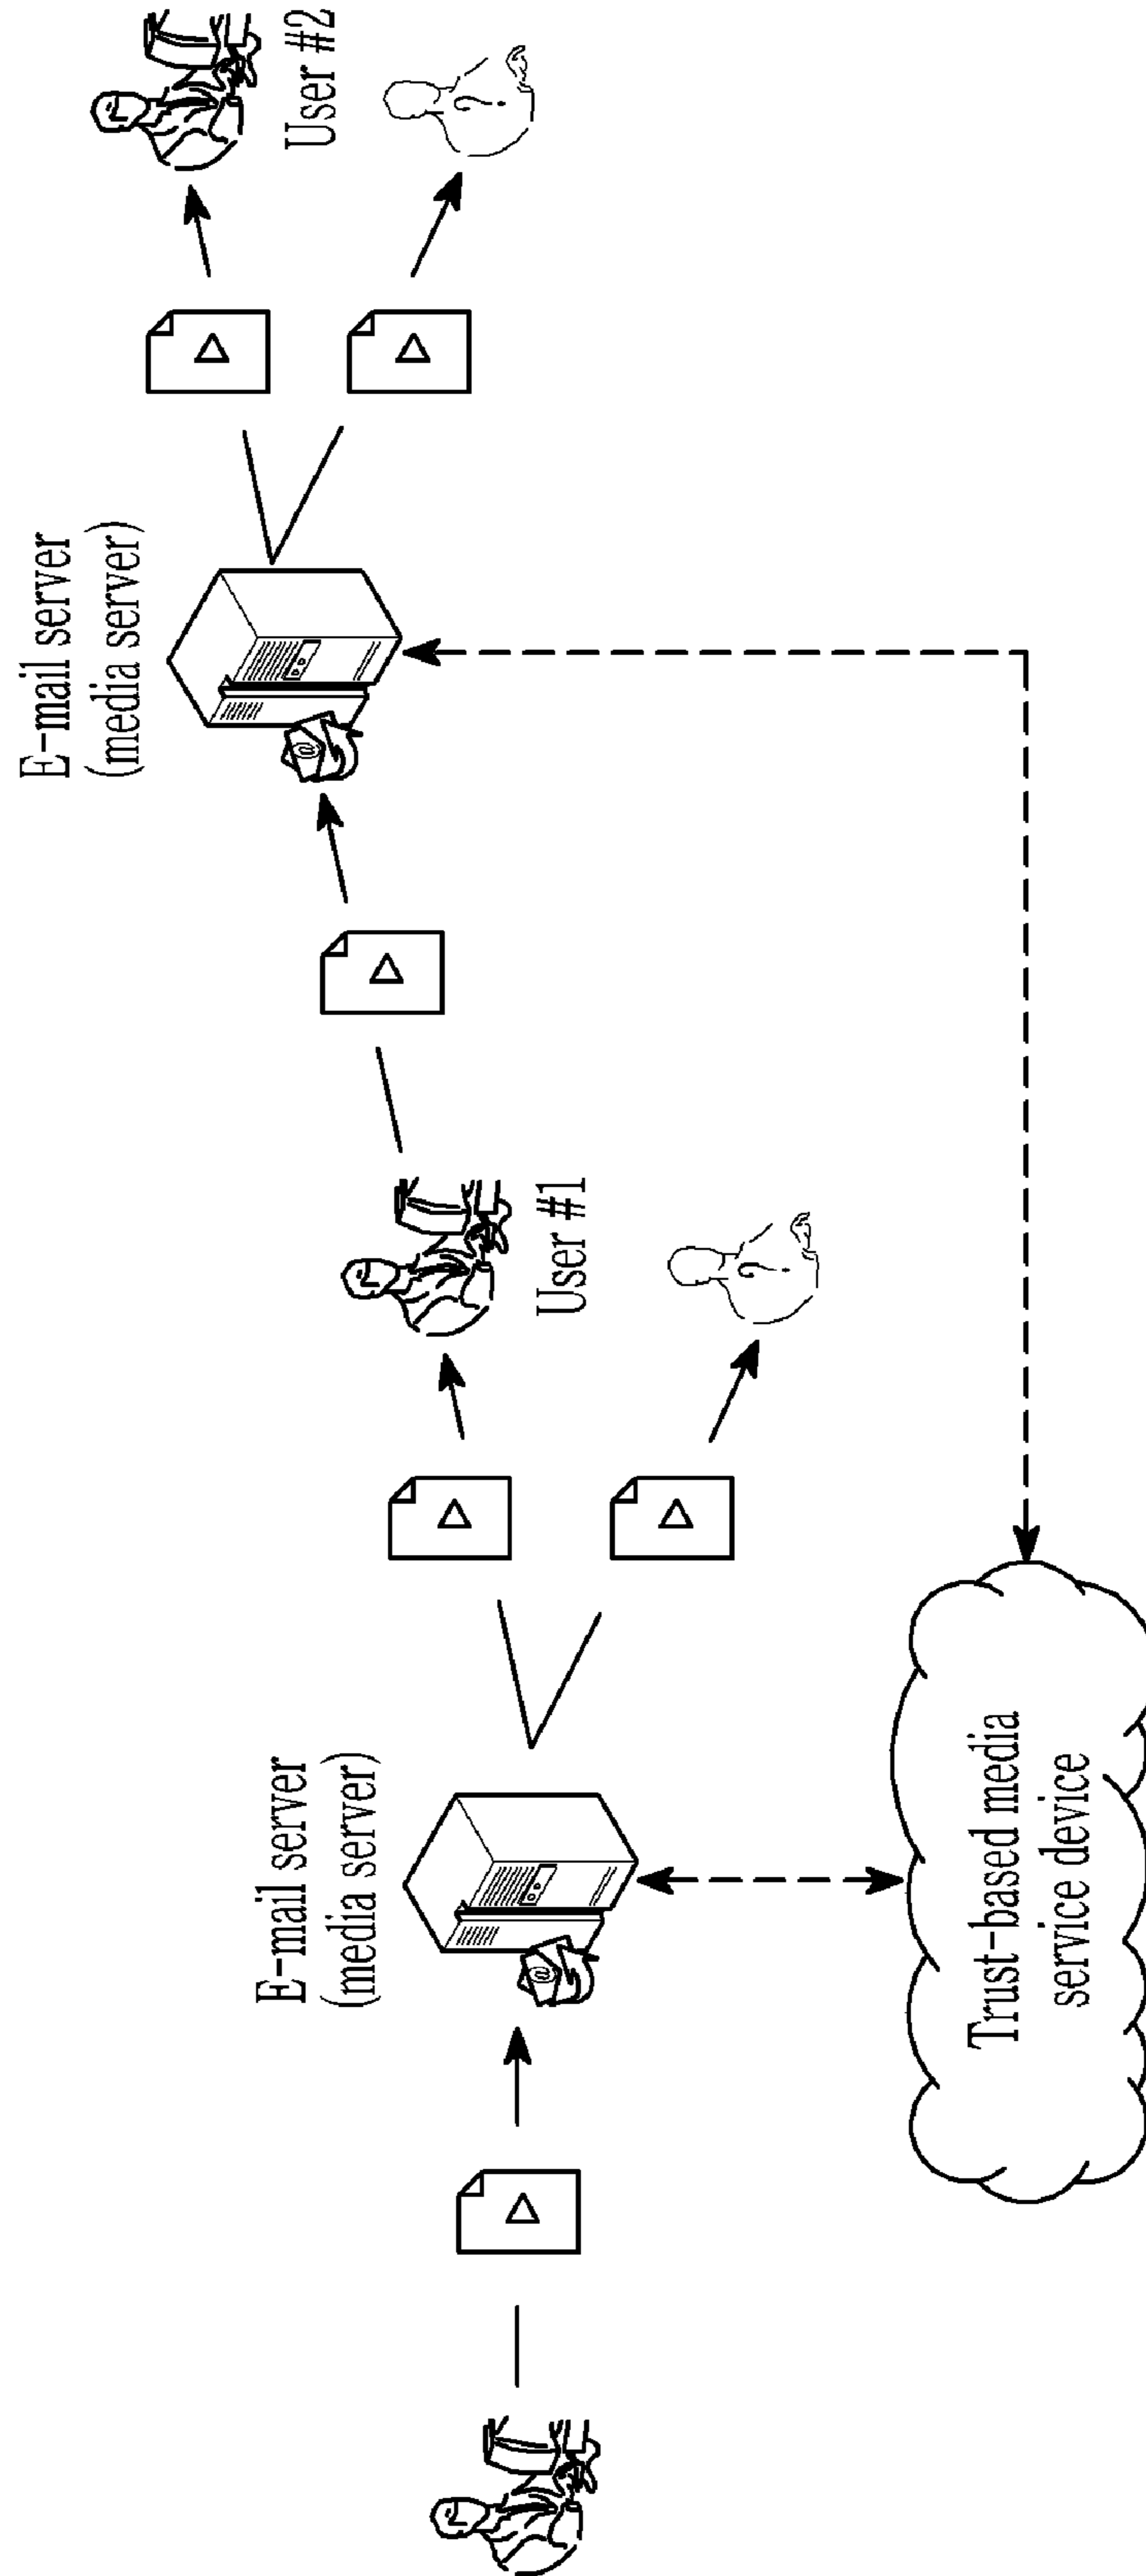 E-mail server
(media server)
User #1
E-mail server
(media server)
User #2
Trust-based media
service device